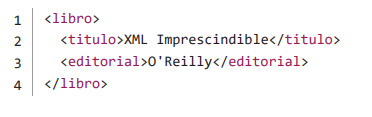 1 <libro>
2   <titulo>XML Imprescindible</titulo>
3   <editorial>O'Reilly</editorial>
4 </libro>